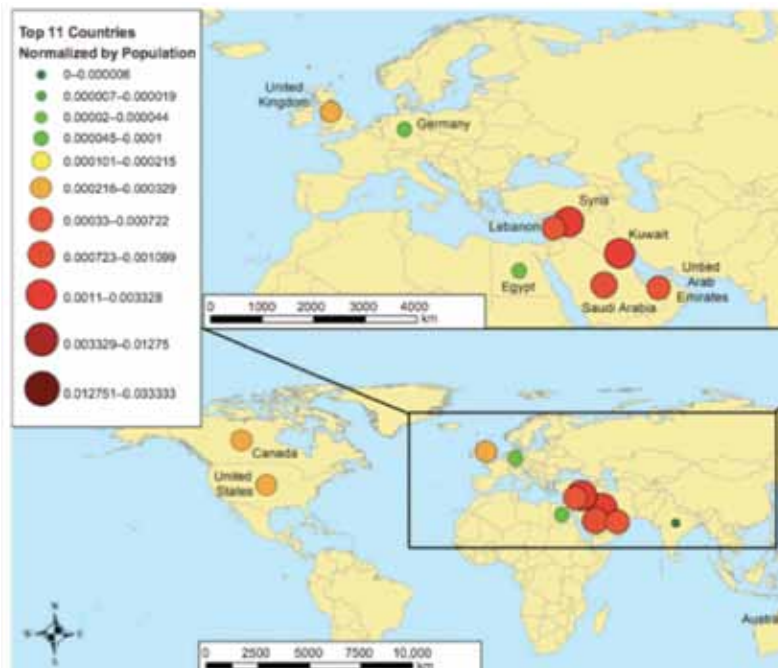 Top 11 Countries
Normalized by Population
0–0.000006
0.000007–0.000019
0.00002–0.000044
0.000045–0.0001
0.000101–0.000215
0.000216–0.000329
0.00033–0.000722
0.000723–0.001099
0.0011–0.003328
0.003329–0.01275
0.012751–0.033333
United
Kingdom
Germany
Syria
Lebanon
Kuwait
Egypt
Saudi Arabia
United
Arab
Emirates
0 1000 2000 3000 4000
km
Canada
United
States
Austral
N
W E
S
0 2500 5000 7500 10,000
km